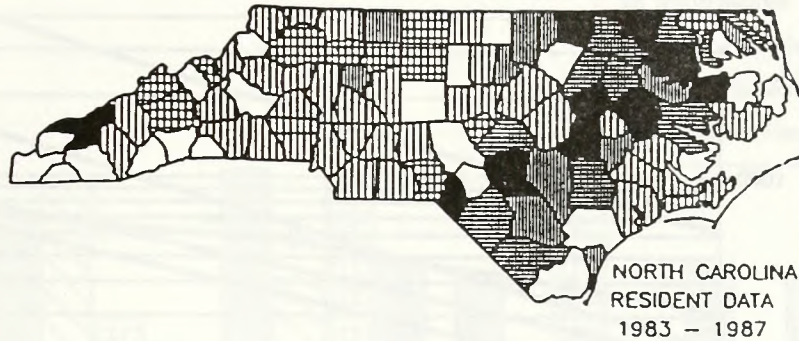 NORTH CAROLINA
RESIDENT DATA
1983 – 1987